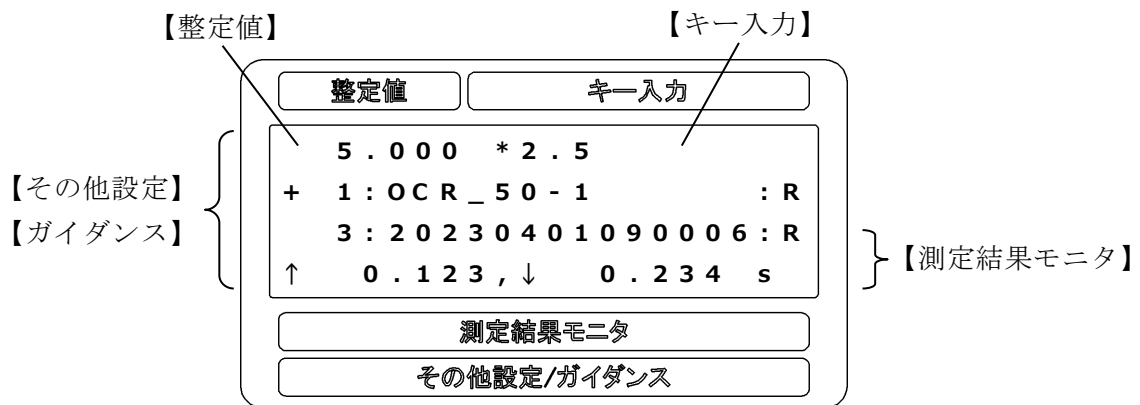 【整定値】 【キー入力】
整定値 キー入力
5.000 *2.5
+ 1:OCR_50-1 :R
3:20230401090006:R
↑ 0.123,↓ 0.234 s
測定結果モニタ
その他設定/ガイダンス
【その他設定】
【ガイダンス】
【測定結果モニタ】